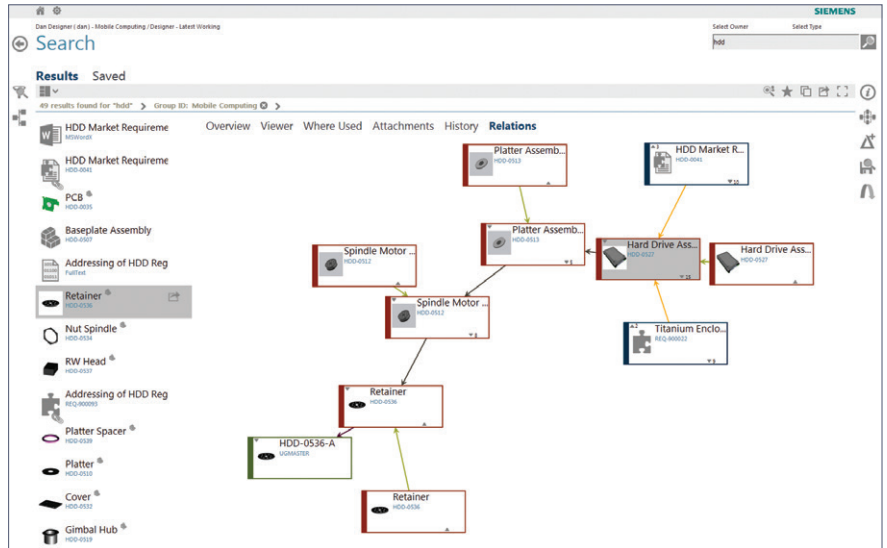 SIEMENS
Dan Designer ( dan ) - Mobile Computing / Designer - Latest Working
Search
Select Owner
Select Type
hdd
Results Saved
49 results found for "hdd" Group ID: Mobile Computing
HDD Market Requireme
MSWordX
HDD Market Requireme
HDD-0041
PCB
HDD-0035
Baseplate Assembly
HDD-0507
Addressing of HDD Reg
FullText
Retainer
HDD-0536
Nut Spindle
HDD-0534
RW Head
HDD-0537
Addressing of HDD Reg
REQ-900093
Platter Spacer
HDD-0539
Platter
HDD-0510
Cover
HDD-0532
Gimbal Hub
HDD-0519
Overview Viewer Where Used Attachments History Relations
Platter Assemb...
HDD-0513
HDD Market R...
HDD-0041
Platter Assemb...
HDD-0513
Hard Drive Ass...
HDD-0527
Hard Drive Ass...
HDD-0527
Spindle Motor ...
HDD-0512
Spindle Motor ...
HDD-0512
Titanium Enclo...
REQ-900022
Retainer
HDD-0536
HDD-0536-A
UGMASTER
Retainer
HDD-0536